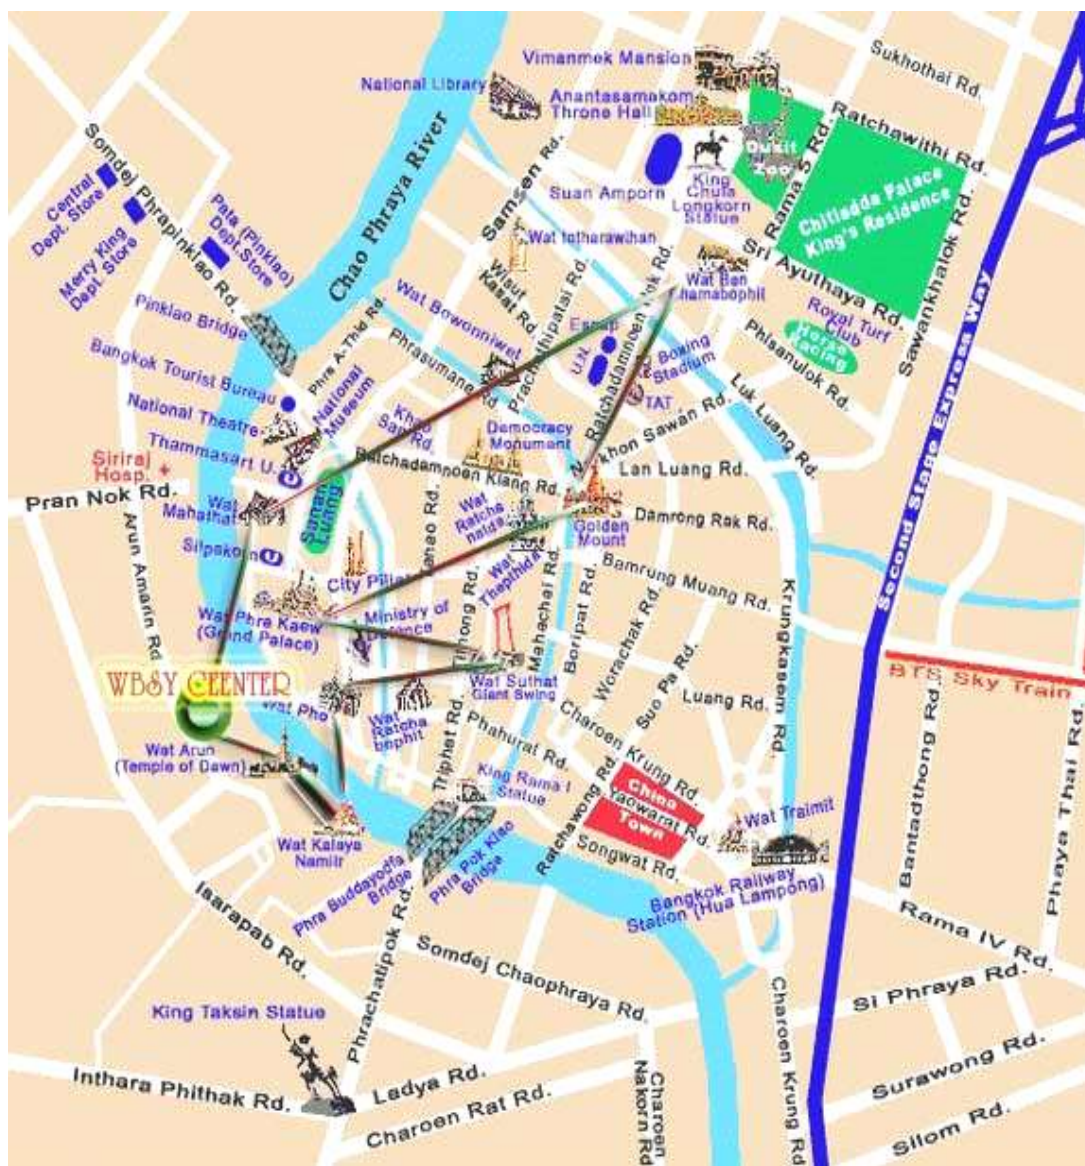 Sukhothai Rd.
Vimanmek Mansion
National Library
Anantasamakom
Throne Hall
Ratchawithi Rd.
Dusit
Zoo
Rama 5 Rd.
Chitladda Palace
King's Residence
Suan Amporn
King
Chula
Longkorn
Statue
Sri Ayuthaya Rd.
Sawankhalok Rd.
Royal Turf
Club
Horse
Racing
Phisanulok Rd.
Somdej Phrapinklao Rd.
Central
Dept. Store
Merry King
Dept. Store
Pata (Pinklao)
Dept. Store
Chao Phraya River
Samsen Rd.
Wat Intharawihan
Wisut
Kasat Rd.
Wat Ben
chamabophit
Wat Bowonniwet
Pinklao Bridge
Phra A-Thid Rd.
Phrasumane Rd
Prachathipatai Rd.
Ratchadamnoen Nok Rd.
Escap
U.N.
Boxing
Stadium
TAT
Luk Luang Rd.
Bangkok Tourist Bureau
National Theatre
National
Museum
Thammasart U.
Khao
San Rd.
Democracy
Monument
Nakhon Sawan Rd.
Lan Luang Rd.
Siriraj
Hosp.
Pran Nok Rd.
Wat
Mahathat
Sanam
Luang
Ratchadamnoen Klang Rd.
Golden
Mount
Damrong Rak Rd.
Wat
Ratcha
nadda
Wat
Thepthida
Silpakorn
City Pillar
Tanao Rd.
Bamrung Muang Rd.
Arun Amarin Rd
Wat Phra Kaew
(Grand Palace)
Ministry of
Defence
Mahachai Rd.
Boripat Rd.
Worachak Rd.
Krungkasem Rd.
Second Stage Express Way
BTS Sky Train
WBSY CEENTER
Wat Suthat
Giant Swing
Luang Rd.
Suo Pa Rd.
Wat Pho
Wat
Ratcha
bophit
Phahurat Rd.
Charoen Krung Rd.
Wat Arun
(Temple of Dawn)
Triphet Rd.
King Rama I
Statue
China
Town
Yaowarat Rd.
Songwat Rd.
Ratchawong Rd.
Wat Traimit
Wat Kalaya
Namitr
Phra Buddayodfa
Bridge
Phra Pok Klao
Bridge
Bangkok Railway
Station (Hua Lampong)
Bantadthong Rd.
Phaya Thai Rd.
Rama IV Rd.
Isarapab Rd.
Somdej Chaophraya Rd.
Phrachatipok Rd.
King Taksin Statue
Inthara Phithak Rd.
Ladya Rd.
Charoen Rat Rd.
Charoen
Nakorn Rd.
Charoen Krung Rd.
Si Phraya Rd.
Surawong Rd.
Silom Rd.